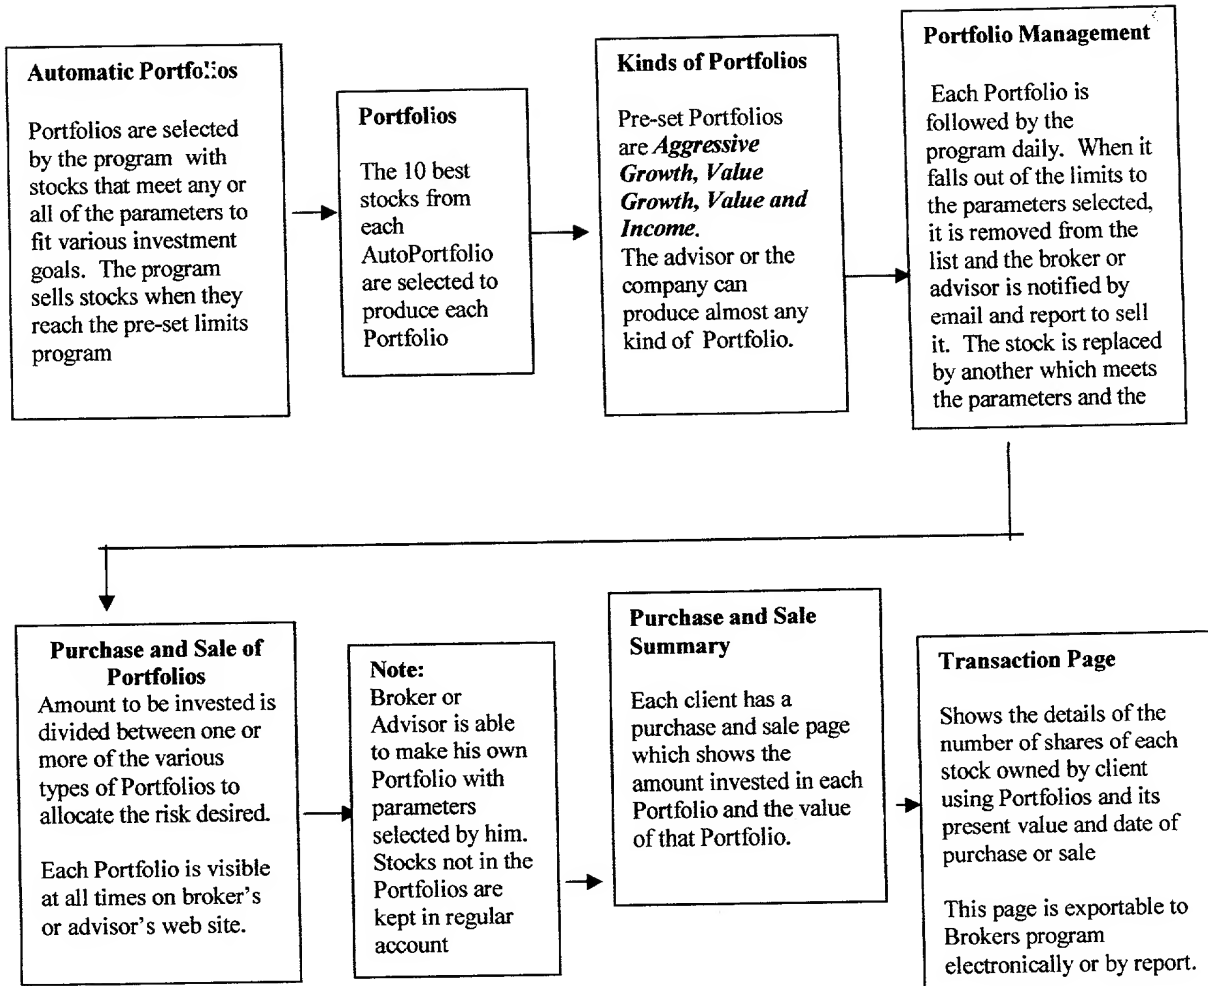 Automatic Portfolios
Portfolios are selected
by the program with
stocks that meet any or
all of the parameters to
fit various investment
goals. The program
sells stocks when they
reach the pre-set limits
program
Portfolios
The 10 best
stocks from
each
AutoPortfolio
are selected to
produce each
Portfolio
Kinds of Portfolios
Pre-set Portfolios
are Aggressive
Growth, Value
Growth, Value and
Income.
The advisor or the
company can
produce almost any
kind of Portfolio.
Portfolio Management
Each Portfolio is
followed by the
program daily. When it
falls out of the limits to
the parameters selected,
it is removed from the
list and the broker or
advisor is notified by
email and report to sell
it. The stock is replaced
by another which meets
the parameters and the
Purchase and Sale of
Portfolios
Amount to be invested is
divided between one or
more of the various
types of Portfolios to
allocate the risk desired.
Each Portfolio is visible
at all times on broker's
or advisor's web site.
Note:
Broker or
Advisor is able
to make his own
Portfolio with
parameters
selected by him.
Stocks not in the
Portfolios are
kept in regular
account
Purchase and Sale
Summary
Each client has a
purchase and sale page
which shows the
amount invested in each
Portfolio and the value
of that Portfolio.
Transaction Page
Shows the details of the
number of shares of each
stock owned by client
using Portfolios and its
present value and date of
purchase or sale
This page is exportable to
Brokers program
electronically or by report.